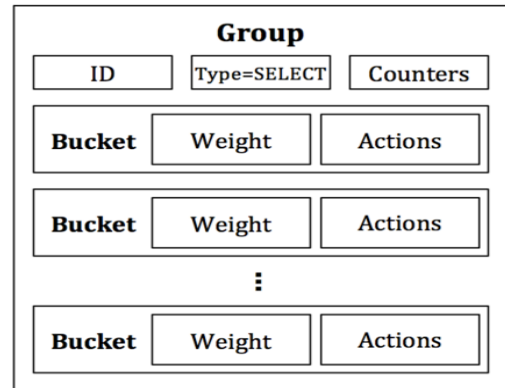 Group
ID Type=SELECT Counters
Bucket Weight Actions
Bucket Weight Actions
⋮
Bucket Weight Actions